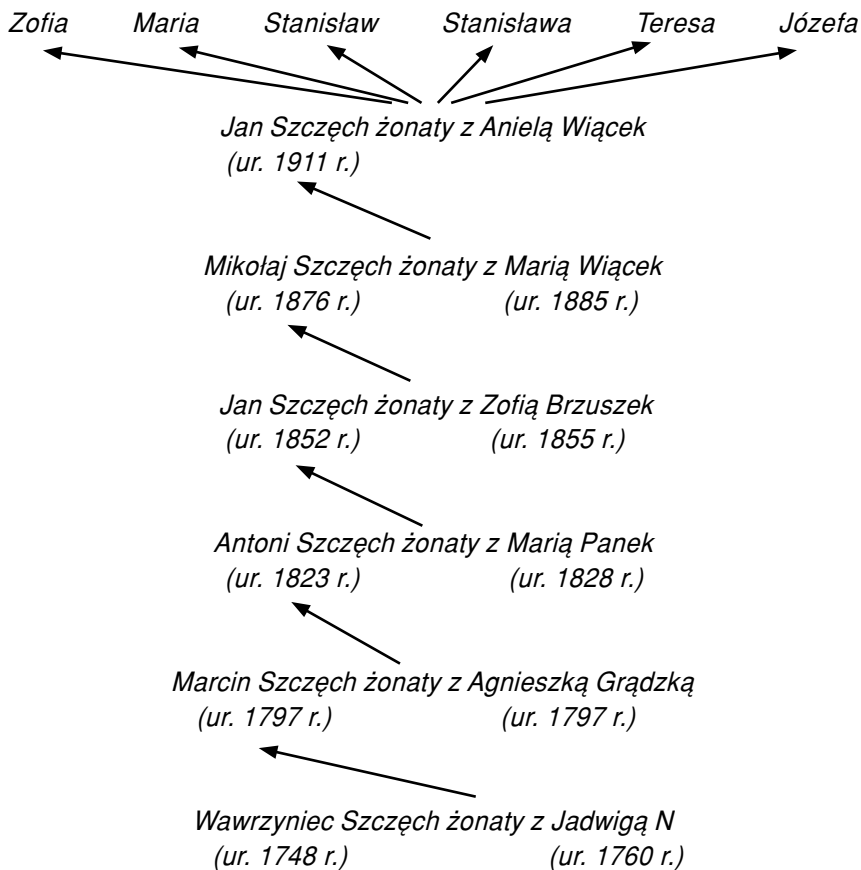 Zofia Maria Stanisław Stanisława Teresa Józefa
Jan Szczęch żonaty z Anielą Wiącek
(ur. 1911 r.)
Mikołaj Szczęch żonaty z Marią Wiącek
(ur. 1876 r.) (ur. 1885 r.)
Jan Szczęch żonaty z Zofią Brzuszek
(ur. 1852 r.) (ur. 1855 r.)
Antoni Szczęch żonaty z Marią Panek
(ur. 1823 r.) (ur. 1828 r.)
Marcin Szczęch żonaty z Agnieszką Grądzką
(ur. 1797 r.) (ur. 1797 r.)
Wawrzyniec Szczęch żonaty z Jadwigą N
(ur. 1748 r.) (ur. 1760 r.)